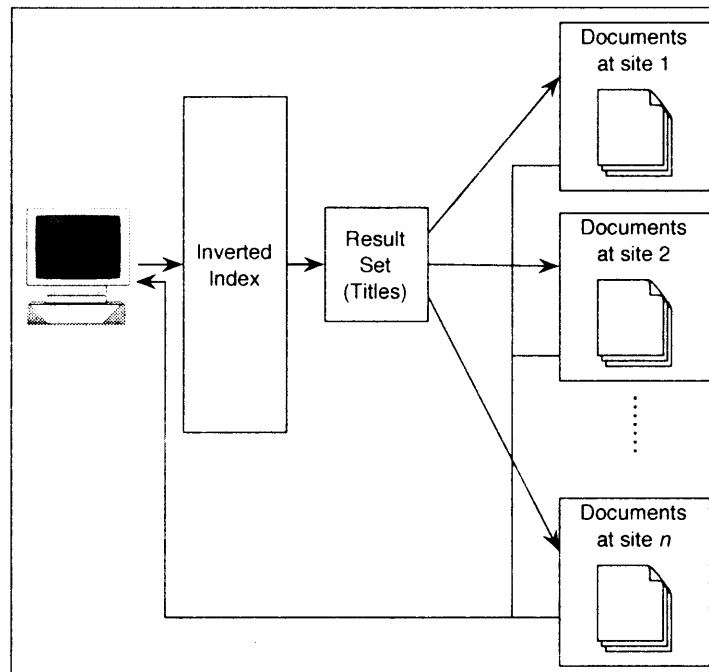 Documents
at site 1
Inverted
Index
Result
Set
(Titles)
Documents
at site 2
Documents
at site n